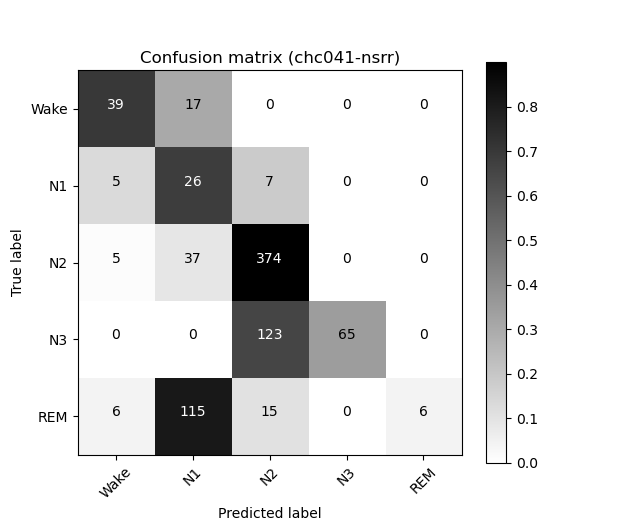 Confusion matrix (chc041-nsrr)
True label
Wake 39 17 0 0 0
N1 5 26 7 0 0
N2 5 37 374 0 0
N3 0 0 123 65 0
REM 6 115 15 0 6
Wake N1 N2 N3 REM
Predicted label
0.8
0.7
0.6
0.5
0.4
0.3
0.2
0.1
0.0